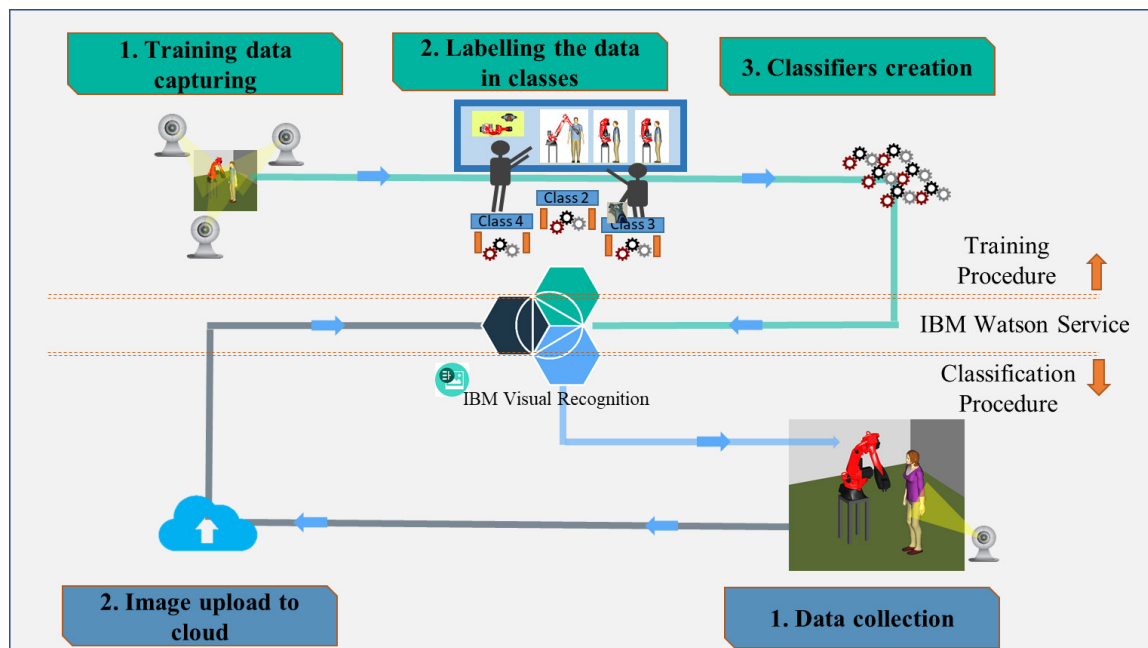 1. Training data
capturing
2. Labelling the data
in classes
3. Classifiers creation
Class 2
Class 4
Class 3
Training
Procedure
IBM Watson Service
Classification
Procedure
IBM Visual Recognition
2. Image upload to
cloud
1. Data collection